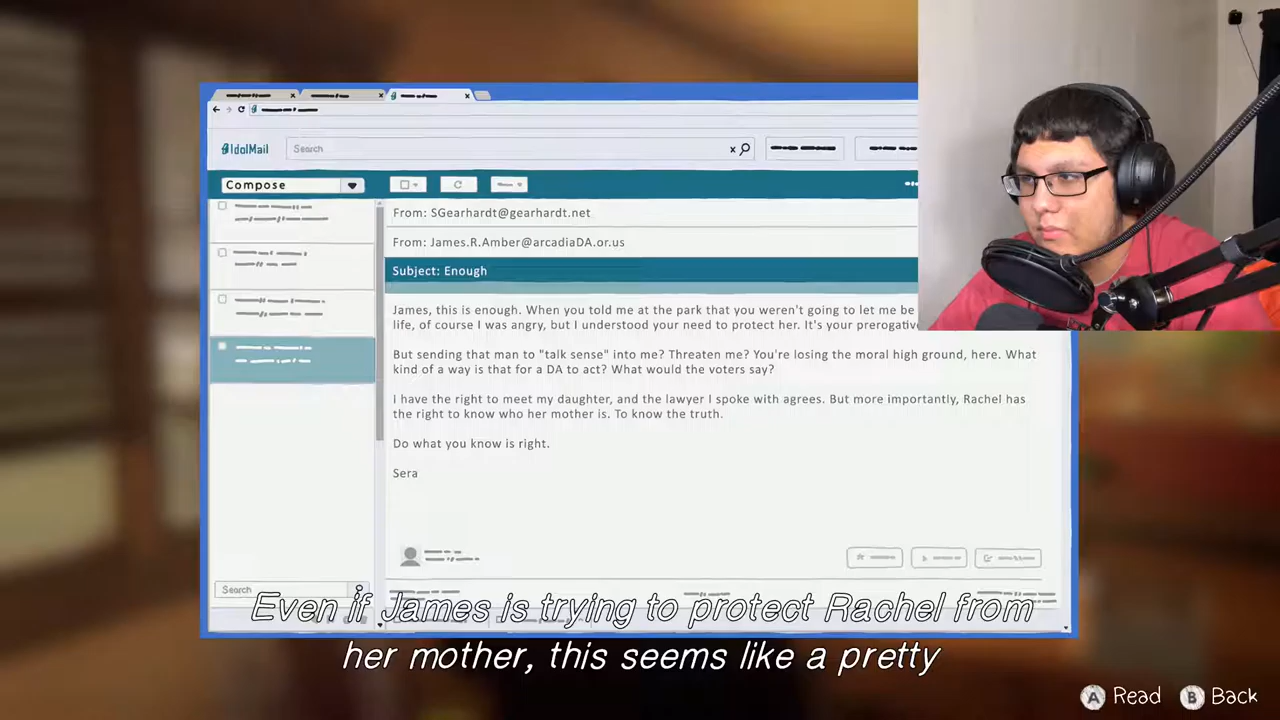 IdolMail
Search
Compose
From: SGearhardt@gearhardt.net
From: James.R.Amber@arcadiaDA.or.us
Subject: Enough
James, this is enough. When you told me at the park that you weren't going to let me be
life, of course I was angry, but I understood your need to protect her. It's your prerogative
But sending that man to "talk sense" into me? Threaten me? You're losing the moral high ground, here. What
kind of a way is that for a DA to act? What would the voters say?
I have the right to meet my daughter, and the lawyer I spoke with agrees. But more importantly, Rachel has
the right to know who her mother is. To know the truth.
Do what you know is right.
Sera
Search
Even if James is trying to protect Rachel from
her mother, this seems like a pretty
A Read B Back